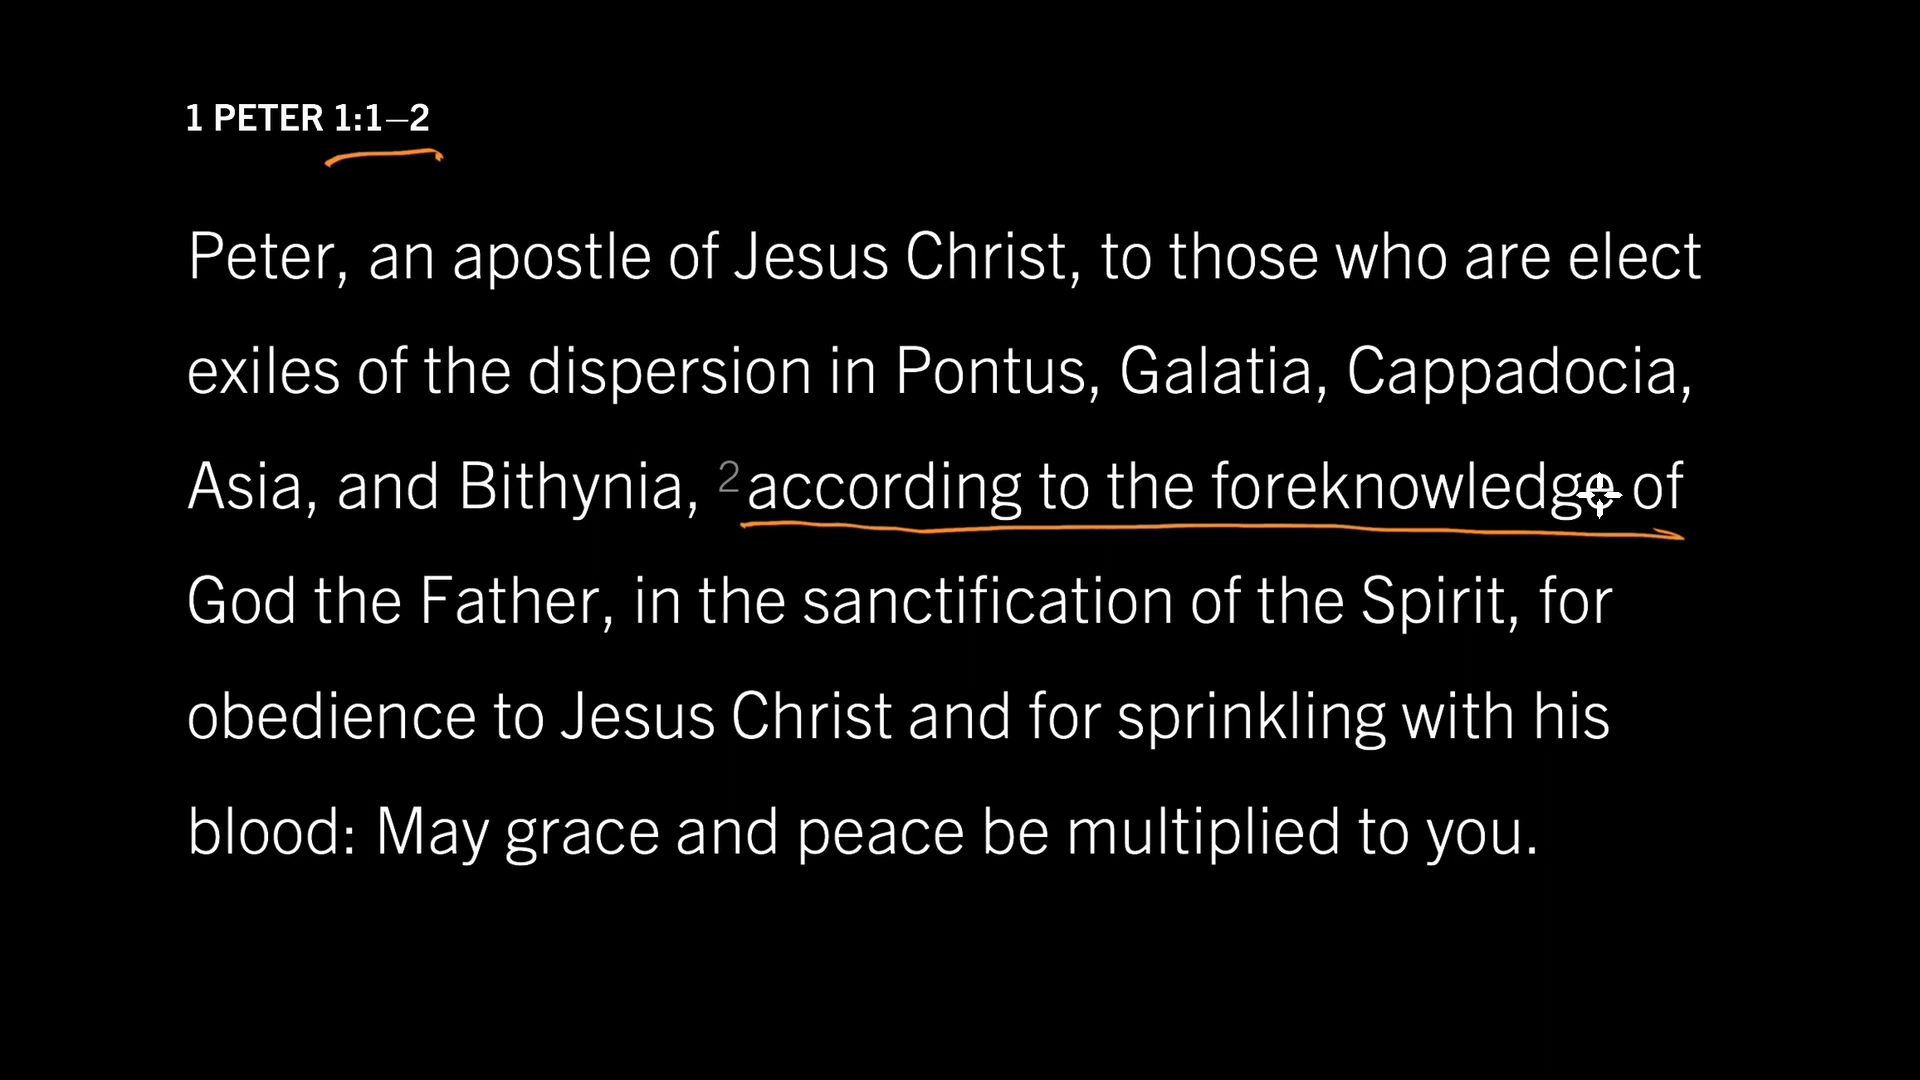 1 PETER 1:1–2
Peter, an apostle of Jesus Christ, to those who are elect
exiles of the dispersion in Pontus, Galatia, Cappadocia,
Asia, and Bithynia, 2 according to the foreknowledge of
God the Father, in the sanctification of the Spirit, for
obedience to Jesus Christ and for sprinkling with his
blood: May grace and peace be multiplied to you.